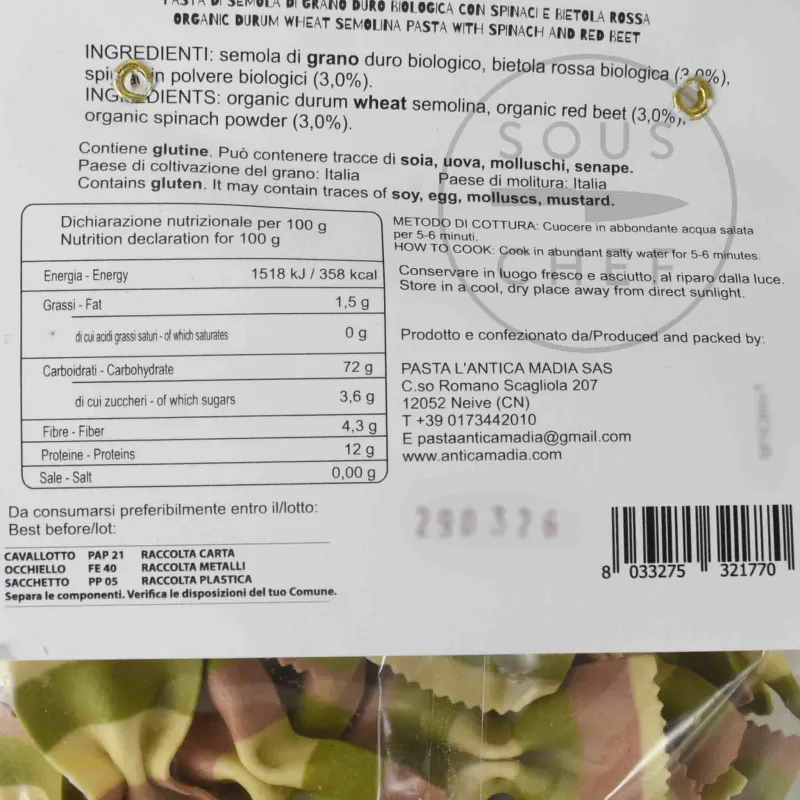 PASTA DI SEMOLA DI GRANO DURO BIOLOGICA CON SPINACI E BIETOLA ROSSA
ORGANIC DURUM WHEAT SEMOLINA PASTA WITH SPINACH AND RED BEET
INGREDIENTI: semola di grano duro biologico, bietola rossa biologica (3,0%),
in polvere biologici (3,0%).
INGREDIENTS: organic durum wheat semolina, organic red beet (3,0%),
organic spinach powder (3,0%).
Contiene glutine. Può contenere tracce di soia, uova, molluschi, senape.
Paese di coltivazione del grano: Italia Paese di molitura: Italia
Contains gluten. It may contain traces of soy, egg, molluscs, mustard.
SOUS
CHEF
Dichiarazione nutrizionale per 100 g
Nutrition declaration for 100 g
Energia - Energy 1518 kJ / 358 kcal
Grassi - Fat 1,5 g
di cui acidi grassi saturi - of which saturates 0 g
Carboidrati - Carbohydrate 72 g
di cui zuccheri - of which sugars 3,6 g
Fibre - Fiber 4,3 g
Proteine - Proteins 12 g
Sale - Salt 0,00 g
METODO DI COTTURA: Cuocere in abbondante acqua salata
per 5-6 minuti.
HOW TO COOK: Cook in abundant salty water for 5-6 minutes.
Conservare in luogo fresco e asciutto, al riparo dalla luce.
Store in a cool, dry place away from direct sunlight.
Prodotto e confezionato da/Produced and packed by:
PASTA L'ANTICA MADIA SAS
C.so Romano Scagliola 207
12052 Neive (CN)
T +39 0173442010
E pastaanticamadia@gmail.com
www.anticamadia.com
Da consumarsi preferibilmente entro il/lotto:
Best before/lot:
290326
CAVALLOTTO PAP 21 RACCOLTA CARTA
OCCHIELLO FE 40 RACCOLTA METALLI
SACCHETTO PP 05 RACCOLTA PLASTICA
Separa le componenti. Verifica le disposizioni del tuo Comune.
8 033275 321770